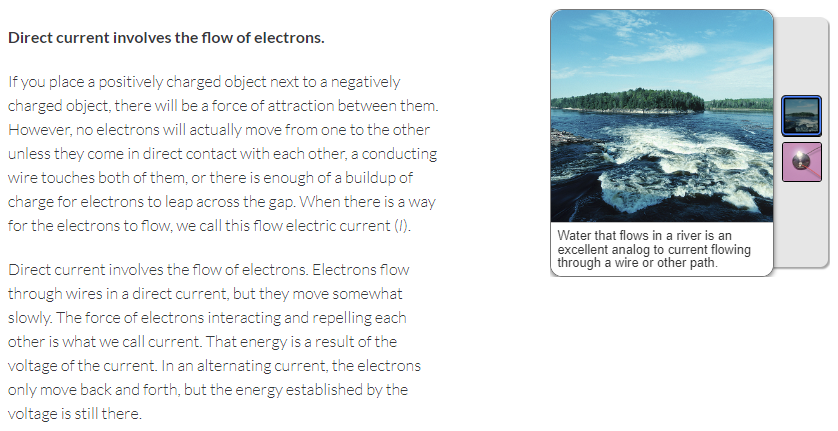 Direct current involves the flow of electrons.
If you place a positively charged object next to a negatively
charged object, there will be a force of attraction between them.
However, no electrons will actually move from one to the other
unless they come in direct contact with each other, a conducting
wire touches both of them, or there is enough of a buildup of
charge for electrons to leap across the gap. When there is a way
for the electrons to flow, we call this flow electric current (I).
Direct current involves the flow of electrons. Electrons flow
through wires in a direct current, but they move somewhat
slowly. The force of electrons interacting and repelling each
other is what we call current. That energy is a result of the
voltage of the current. In an alternating current, the electrons
only move back and forth, but the energy established by the
voltage is still there.
Water that flows in a river is an
excellent analog to current flowing
through a wire or other path.